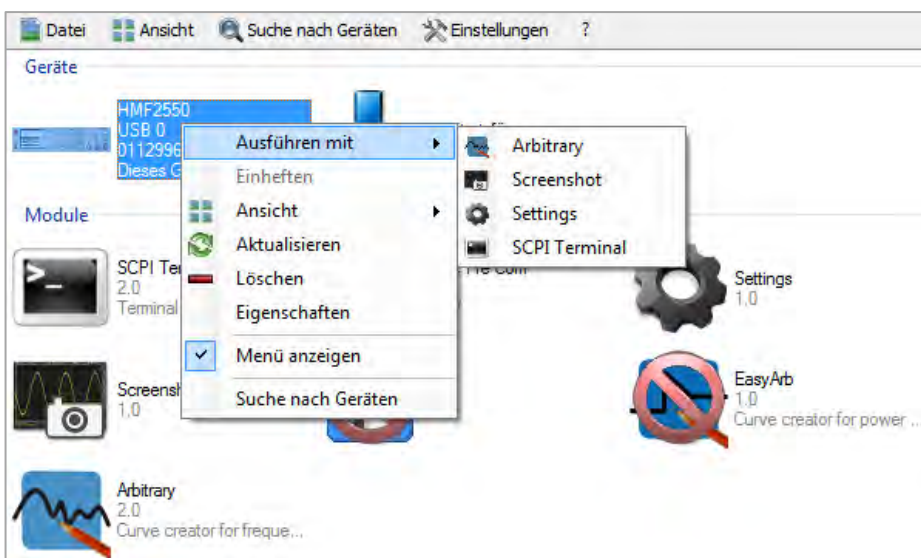 Datei Ansicht Suche nach Geräten Einstellungen ?
Geräte
HMF2550
USB 0
0112996
Dieses G
Ausführen mit
Einheften
Ansicht
Aktualisieren
Löschen
Eigenschaften
Menü anzeigen
Suche nach Geräten
Arbitrary
Screenshot
Settings
SCPI Terminal
Module
SCPI Te
2.0
Terminal
Settings
1.0
Screensh
1.0
EasyArb
1.0
Curve creator for power ...
Arbitrary
2.0
Curve creator for freque...